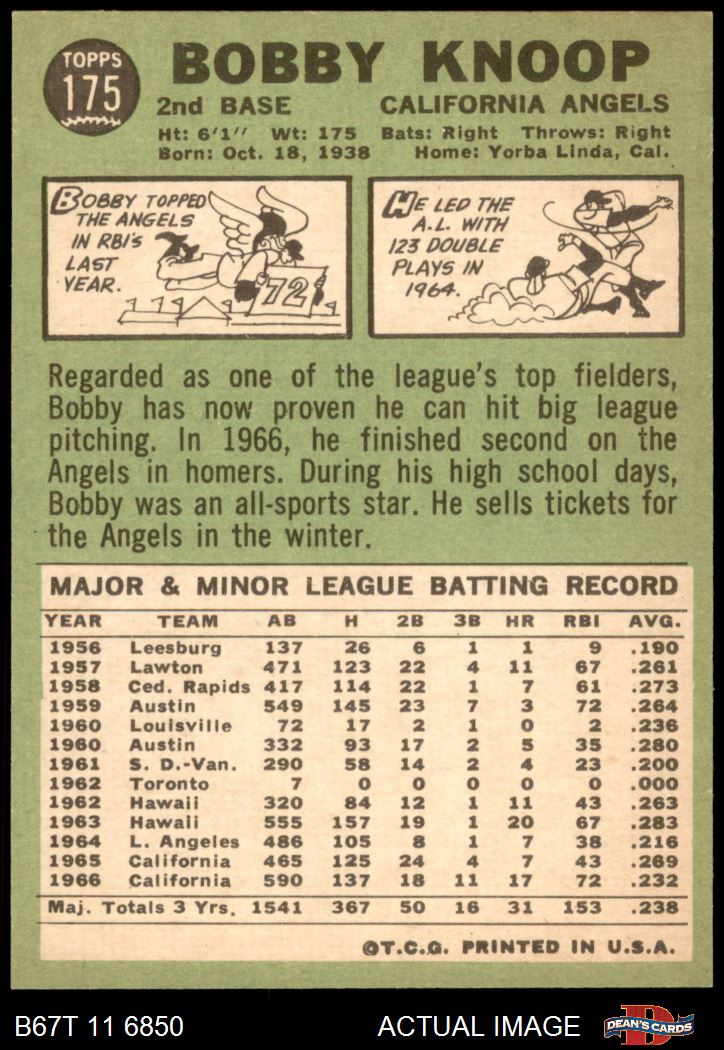 TOPPS
175
BOBBY KNOOP
2nd BASE CALIFORNIA ANGELS
Ht: 6'1" Wt: 175 Bats: Right Throws: Right
Born: Oct. 18, 1938 Home: Yorba Linda, Cal.
BOBBY TOPPED
THE ANGELS
IN RBI'S
LAST
YEAR.
72
HE LED THE
A.L. WITH
123 DOUBLE
PLAYS IN
1964.
Regarded as one of the league's top fielders,
Bobby has now proven he can hit big league
pitching. In 1966, he finished second on the
Angels in homers. During his high school days,
Bobby was an all-sports star. He sells tickets for
the Angels in the winter.
MAJOR & MINOR LEAGUE BATTING RECORD
YEAR TEAM AB H 2B 3B HR RBI AVG.
1956 Leesburg 137 26 6 1 1 9 .190
1957 Lawton 471 123 22 4 11 67 .261
1958 Ced. Rapids 417 114 22 1 7 61 .273
1959 Austin 549 145 23 7 3 72 .264
1960 Louisville 72 17 2 1 0 2 .236
1960 Austin 332 93 17 2 5 35 .280
1961 S. D.-Van. 290 58 14 2 4 23 .200
1962 Toronto 7 0 0 0 0 0 .000
1962 Hawaii 320 84 12 1 11 43 .263
1963 Hawaii 555 157 19 1 20 67 .283
1964 L. Angeles 486 105 8 1 7 38 .216
1965 California 465 125 24 4 7 43 .269
1966 California 590 137 18 11 17 72 .232
Maj. Totals 3 Yrs. 1541 367 50 16 31 153 .238
©T.C.G. PRINTED IN U.S.A.
B67T 11 6850 ACTUAL IMAGE
D
DEAN'S CARDS